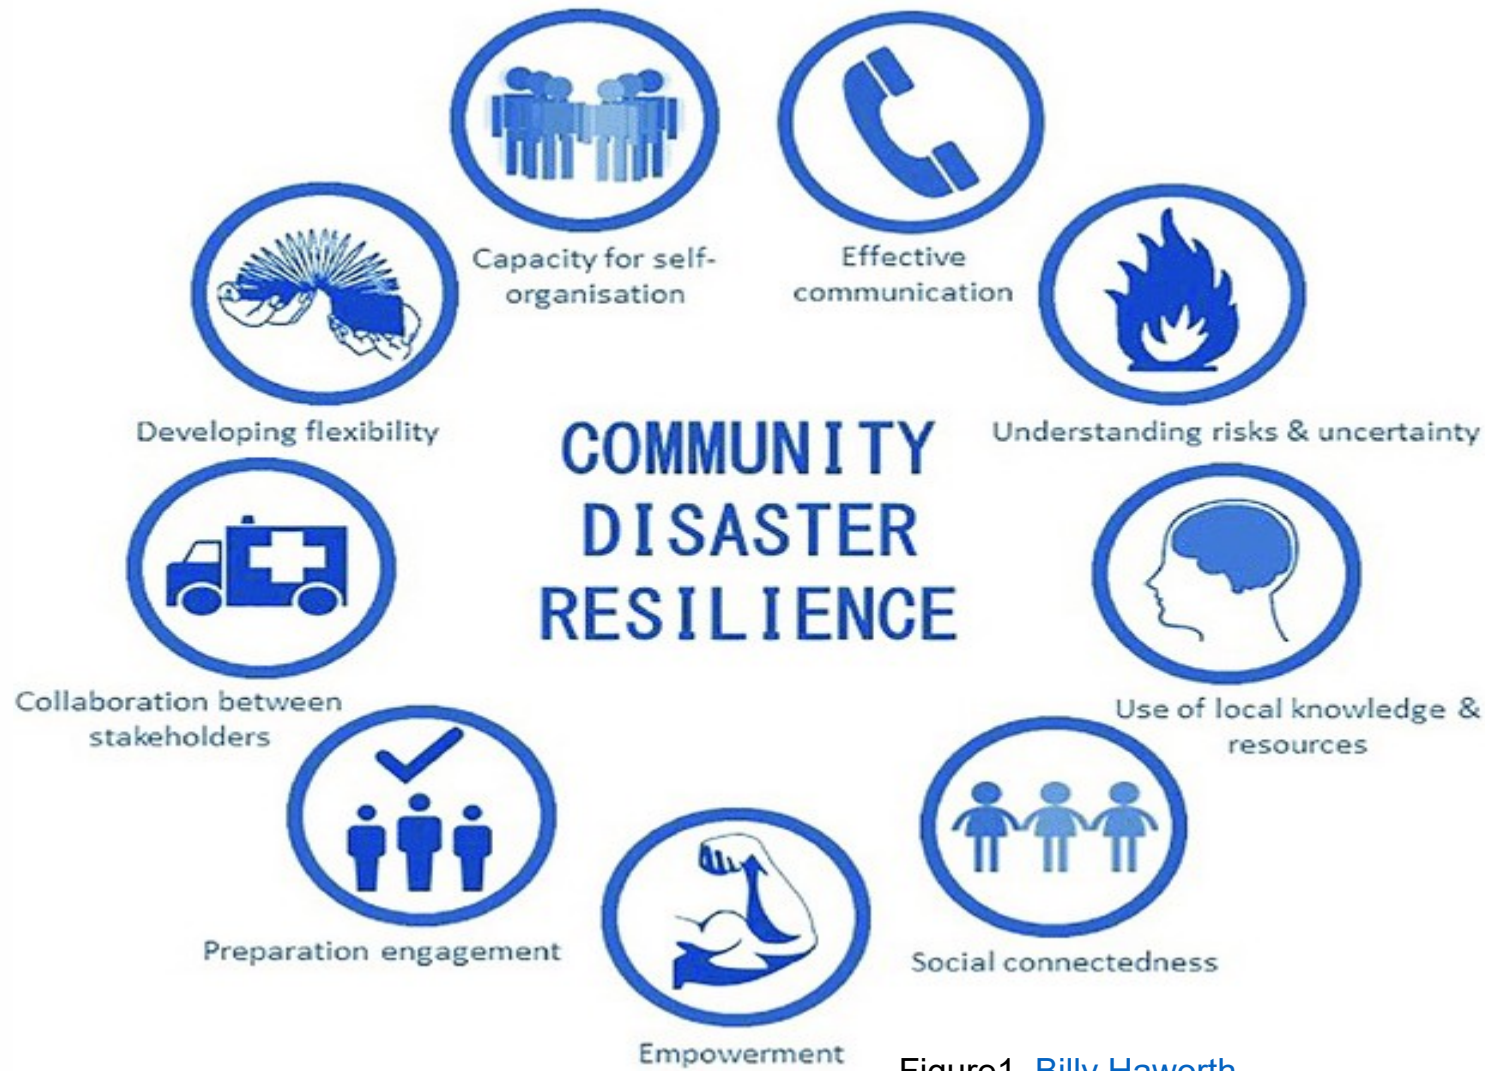 Capacity for self-
organisation
Effective
communication
Developing flexibility
Understanding risks & uncertainty
COMMUNITY
DISASTER
RESILIENCE
Collaboration between
stakeholders
Use of local knowledge &
resources
Preparation engagement
Social connectedness
Empowerment
Figure1. Billy Haworth